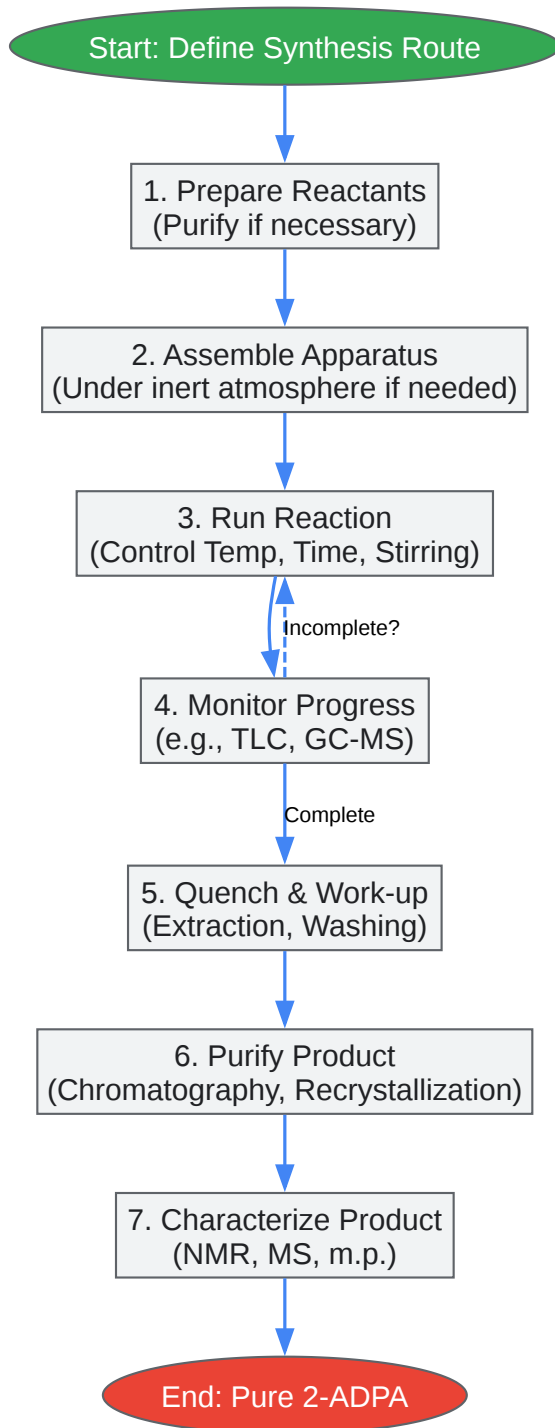 Start: Define Synthesis Route
1. Prepare Reactants
(Purify if necessary)
2. Assemble Apparatus
(Under inert atmosphere if needed)
3. Run Reaction
(Control Temp, Time, Stirring)
Incomplete?
4. Monitor Progress
(e.g., TLC, GC-MS)
Complete
5. Quench & Work-up
(Extraction, Washing)
6. Purify Product
(Chromatography, Recrystallization)
7. Characterize Product
(NMR, MS, m.p.)
End: Pure 2-ADPA